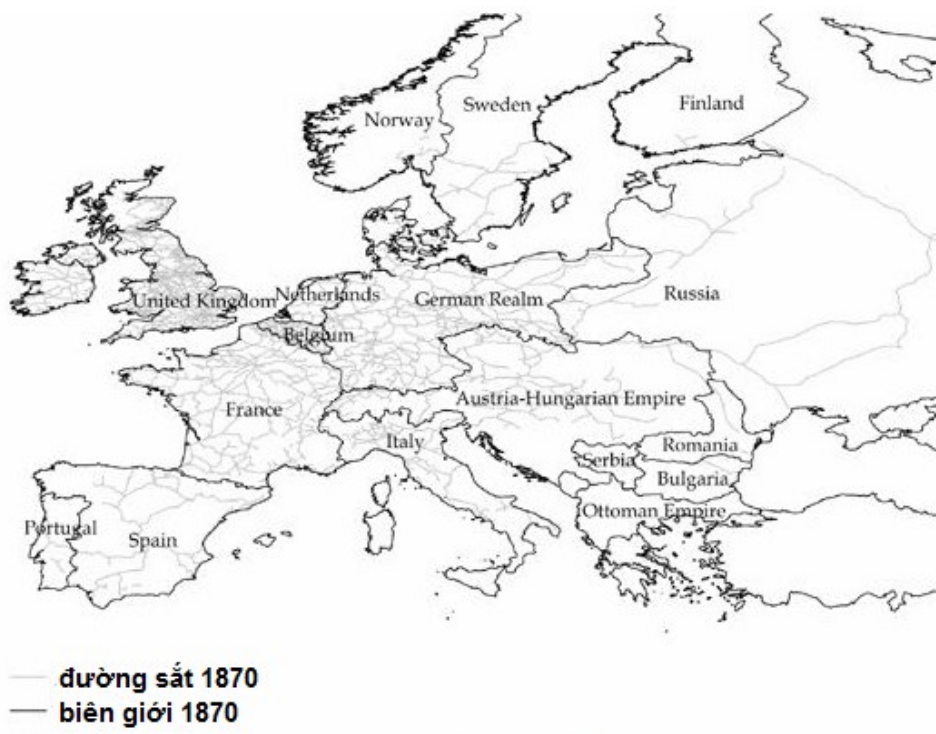 Norway
Sweden
Finland
United Kingdom
Netherlands
German Realm
Russia
Belgium
France
Austria-Hungarian Empire
Italy
Romania
Serbia
Bulgaria
Ottoman Empire
Portugal
Spain
đường sắt 1870
biên giới 1870